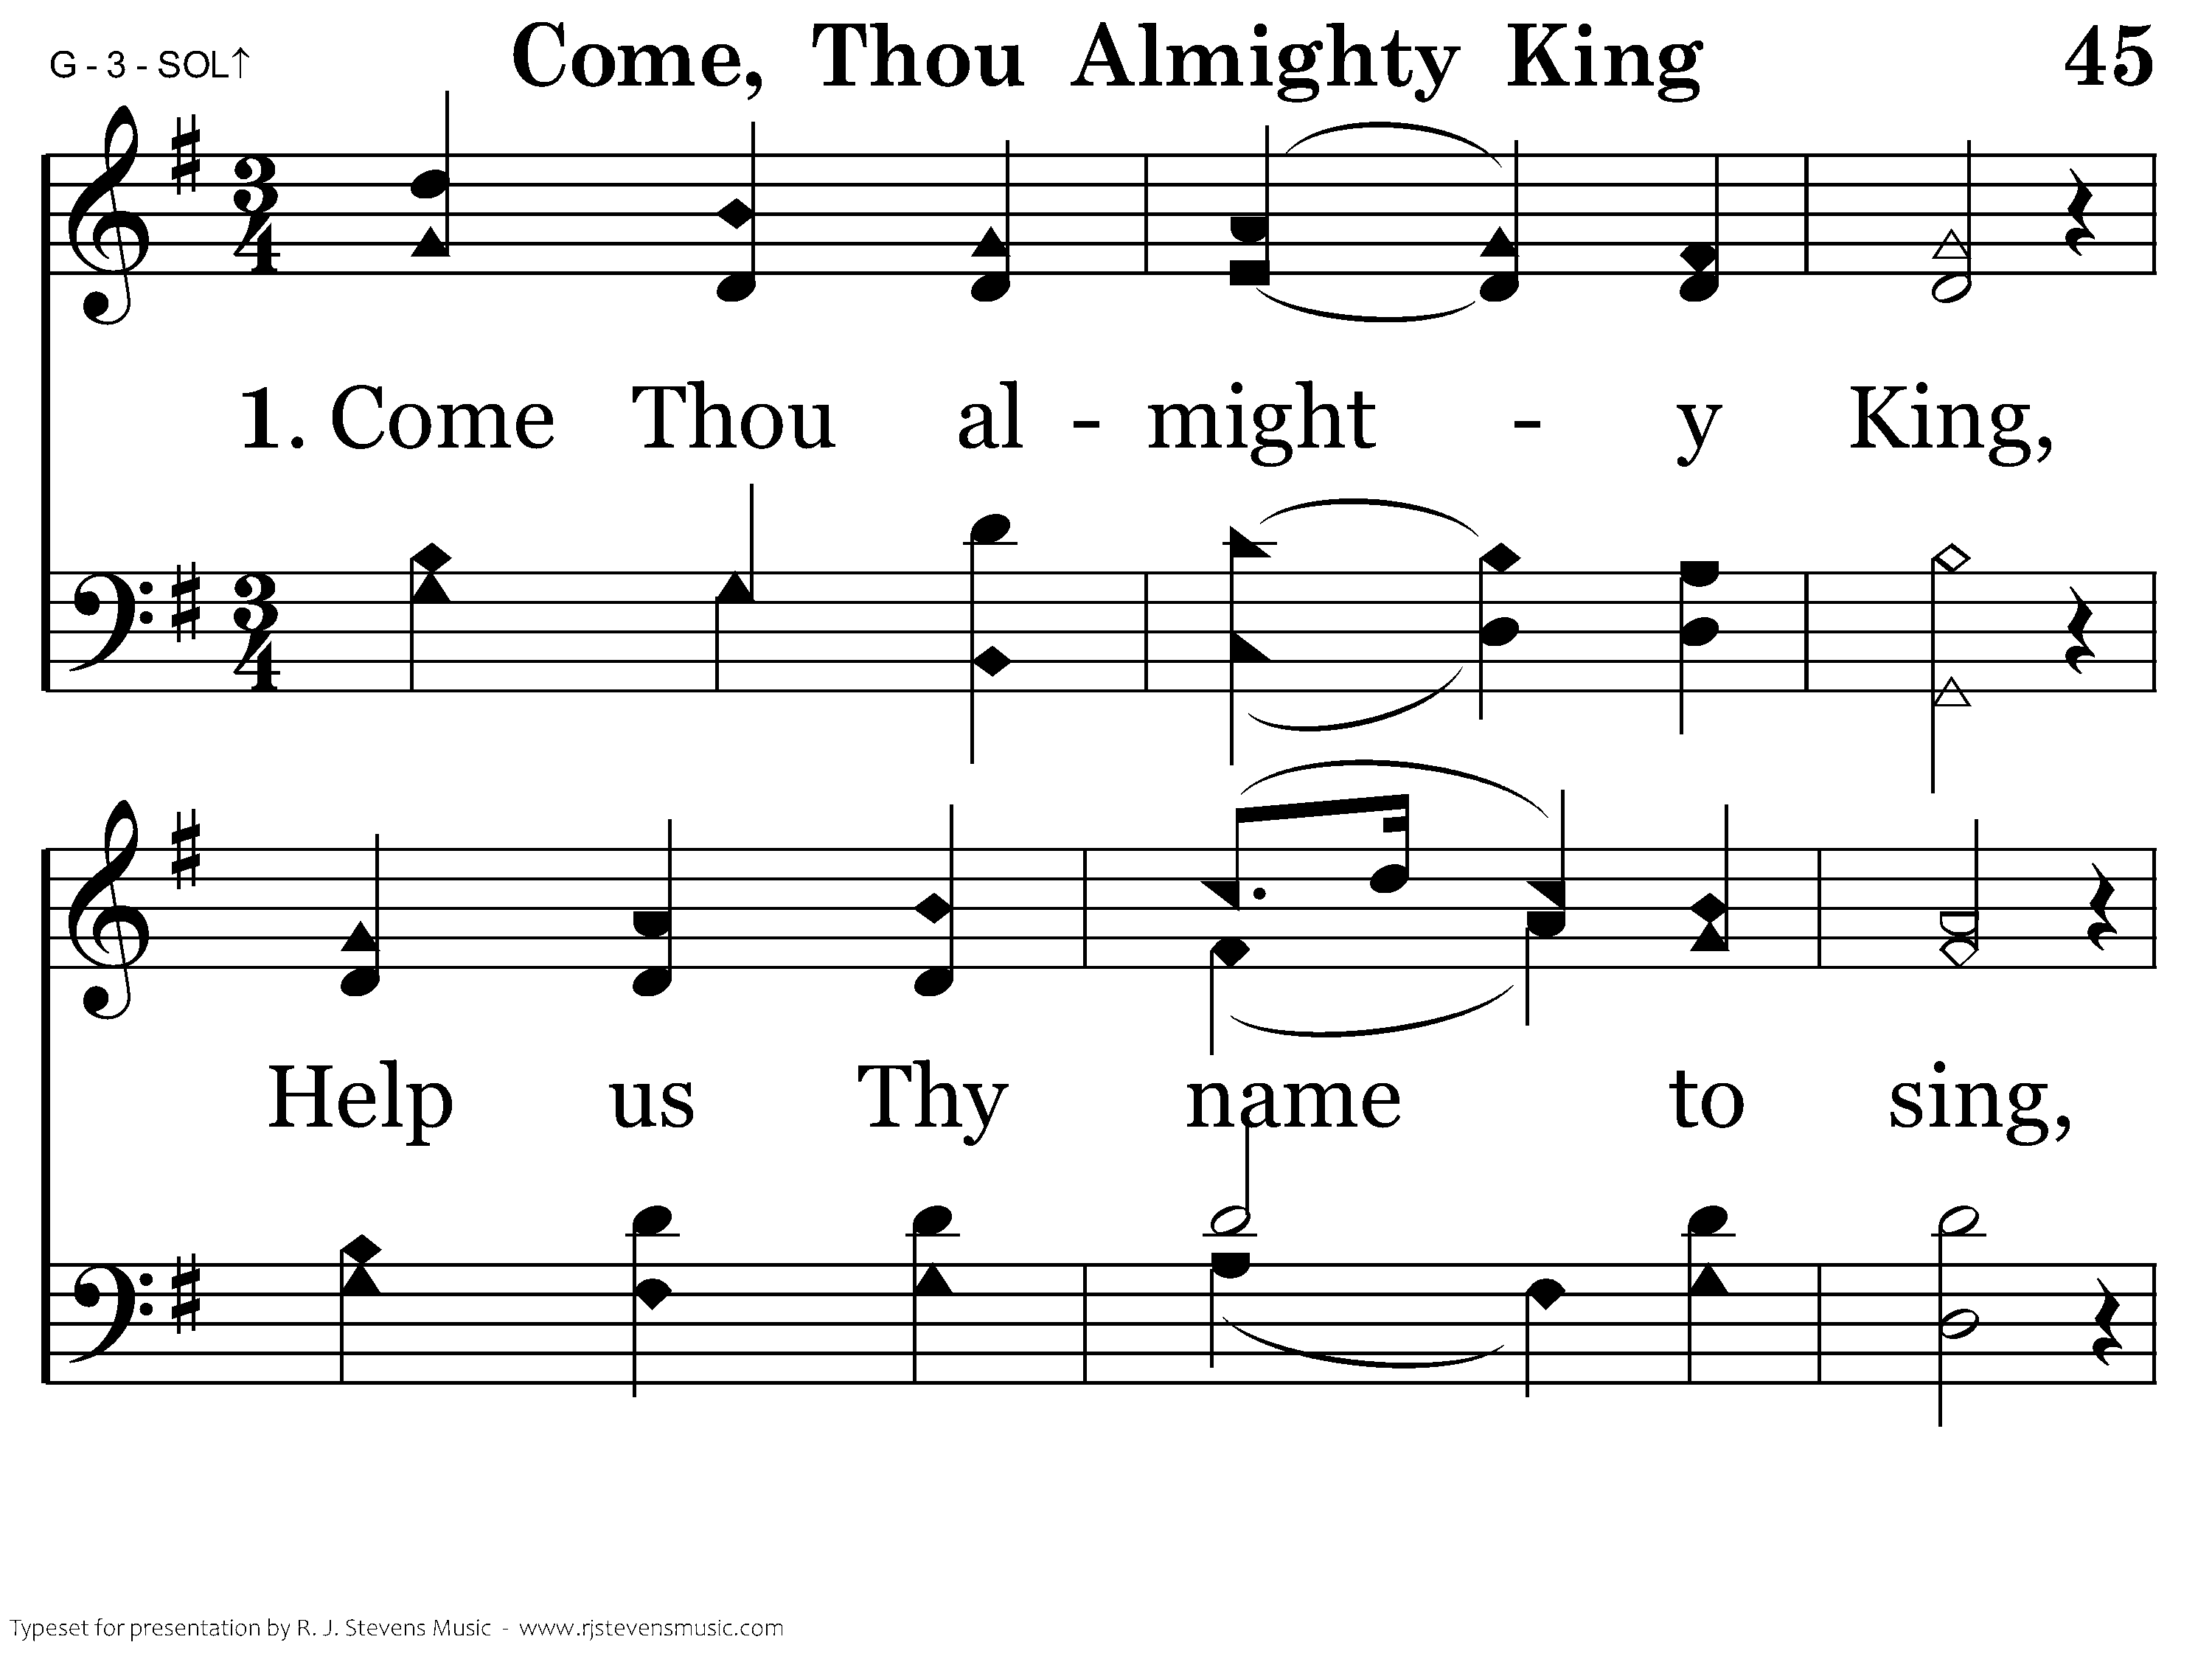 G - 3 - SOL↑ Come, Thou Almighty King 45
1. Come Thou al - might - y King,
Help us Thy name to sing,
Typeset for presentation by R. J. Stevens Music - www.rjstevensmusic.com